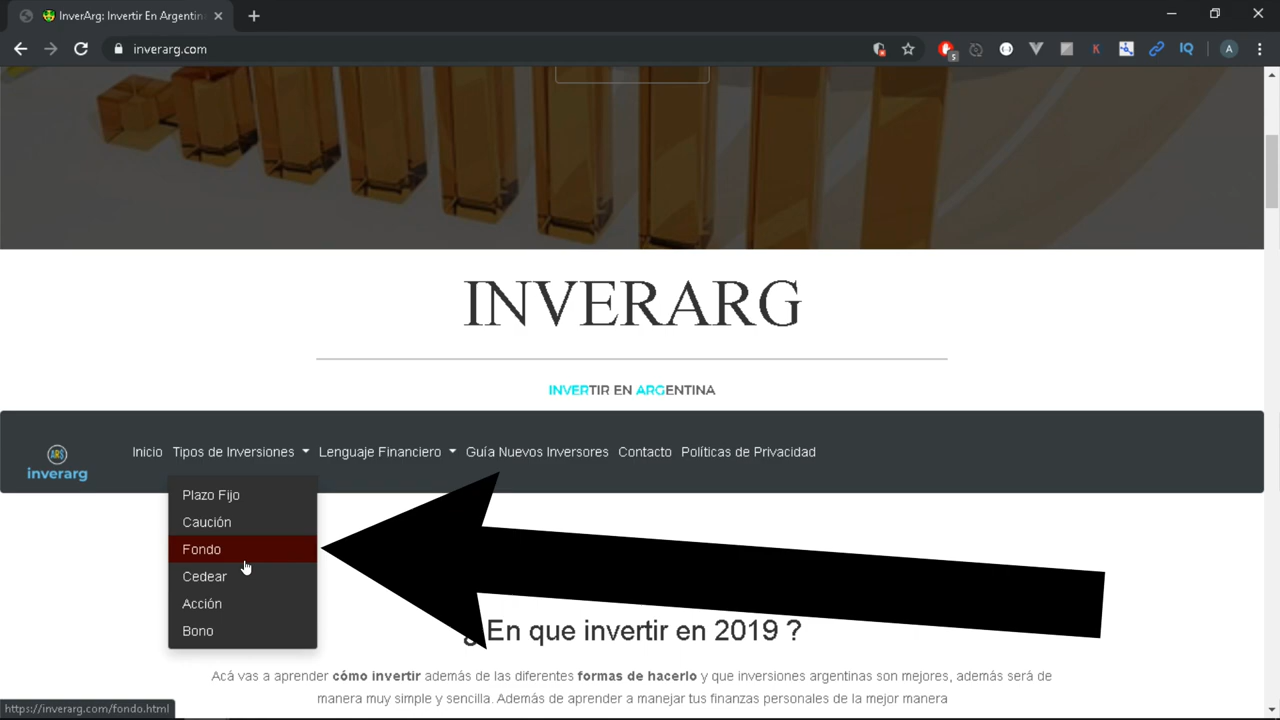 InverArg: Invertir En Argentin
inverarg.com
5
K
IQ
A
INVERARG
INVERTIR EN ARGENTINA
AR$
inverarg
Inicio Tipos de Inversiones Lenguaje Financiero Guía Nuevos Inversores Contacto Políticas de Privacidad
Plazo Fijo
Caución
Fondo
Cedear
Acción
Bono
¿ En que invertir en 2019 ?
Acá vas a aprender cómo invertir además de las diferentes formas de hacerlo y que inversiones argentinas son mejores, además será de
manera muy simple y sencilla. Además de aprender a manejar tus finanzas personales de la mejor manera
https://inverarg.com/fondo.html